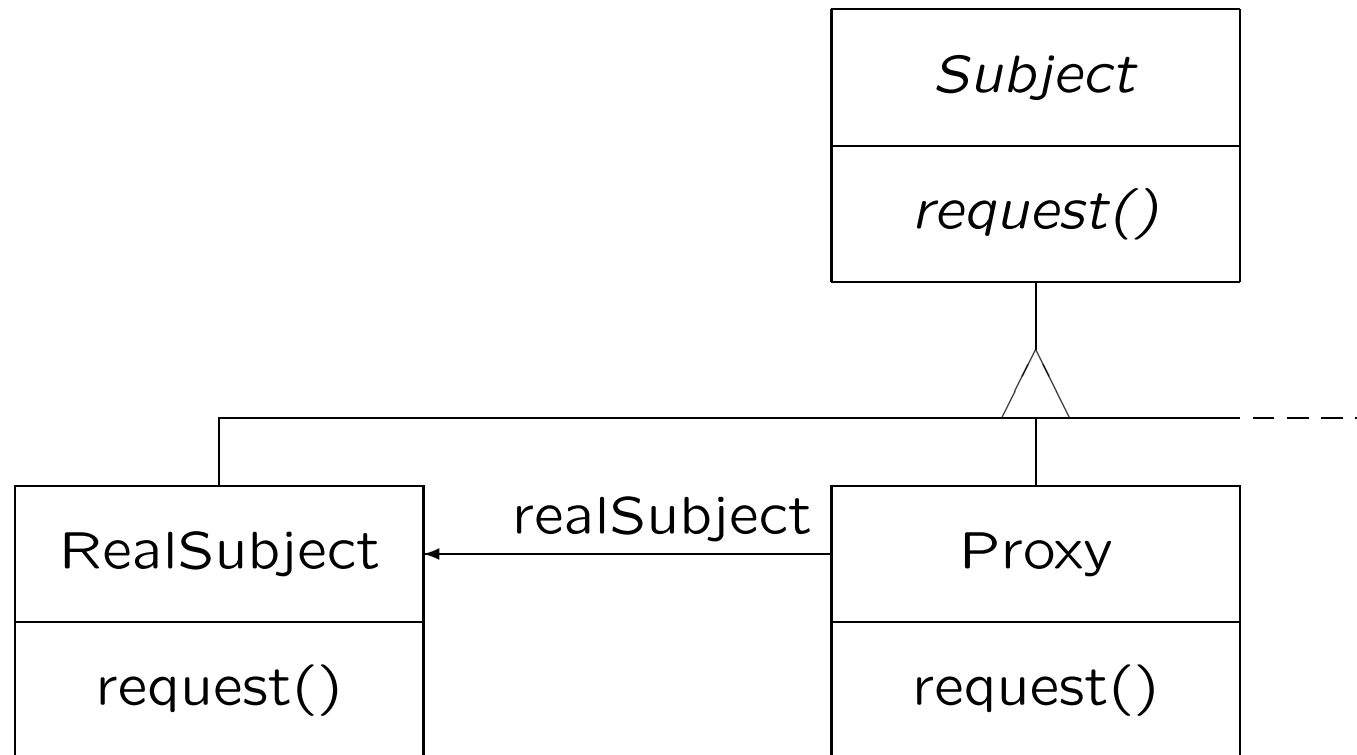 Subject
request()
realSubject
RealSubject
Proxy
request()
request()